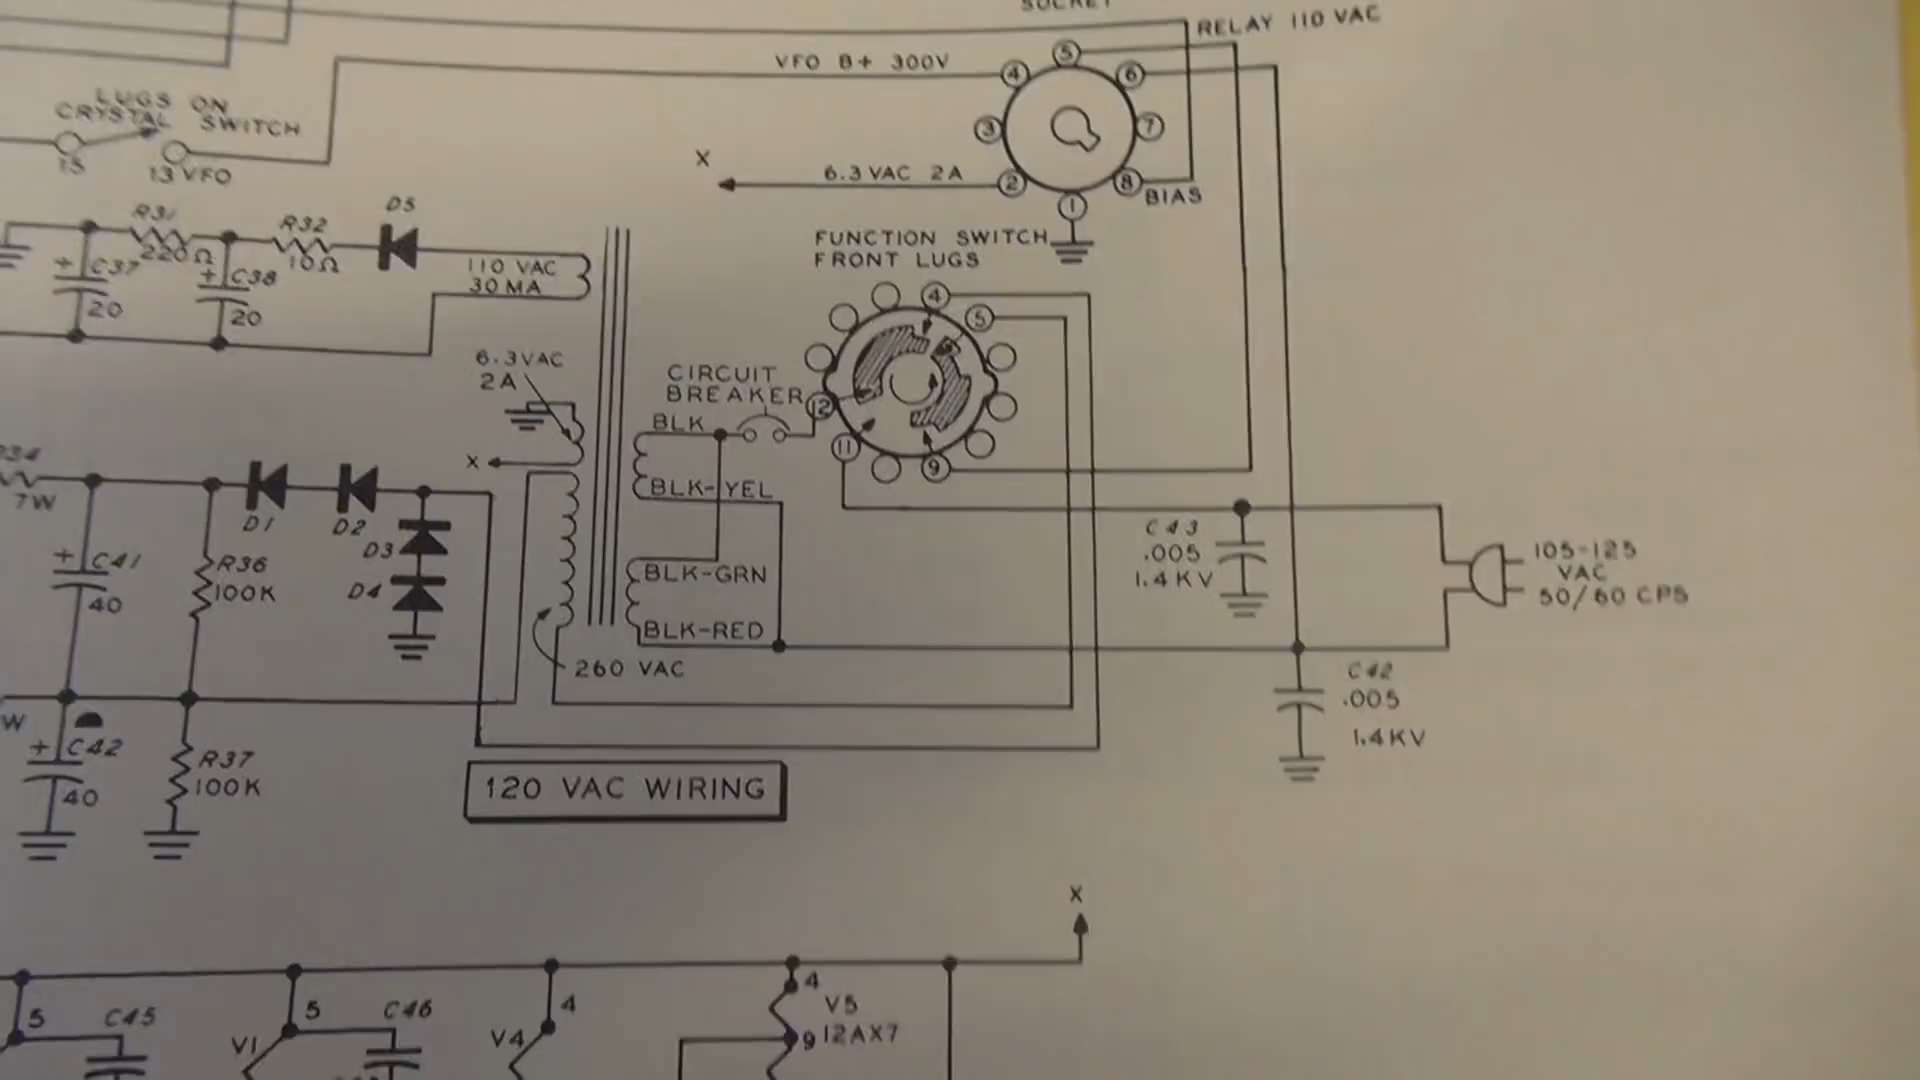 SOCKET
RELAY 110 VAC
VFO B+ 300V
5
4
6
3
7
2
8
1
BIAS
LUGS ON
CRYSTAL SWITCH
15
13 VFO
X
6.3 VAC 2A
R31
220Ω
R32
10Ω
D5
+ C37
20
+ C38
20
110 VAC
30 MA
FUNCTION SWITCH
FRONT LUGS
4
5
12
11
9
6.3VAC
2A
X
CIRCUIT
BREAKER
BLK
BLK-YEL
BLK-GRN
BLK-RED
260 VAC
7W
D1
D2
D3
D4
+ C41
40
R36
100K
W
+ C42
40
R37
100K
C43
.005
1.4KV
105-125
VAC
50/60 CPS
C42
.005
1.4KV
120 VAC WIRING
X
5
C45
5
C46
V1
4
V4
4
V5
9 12AX7